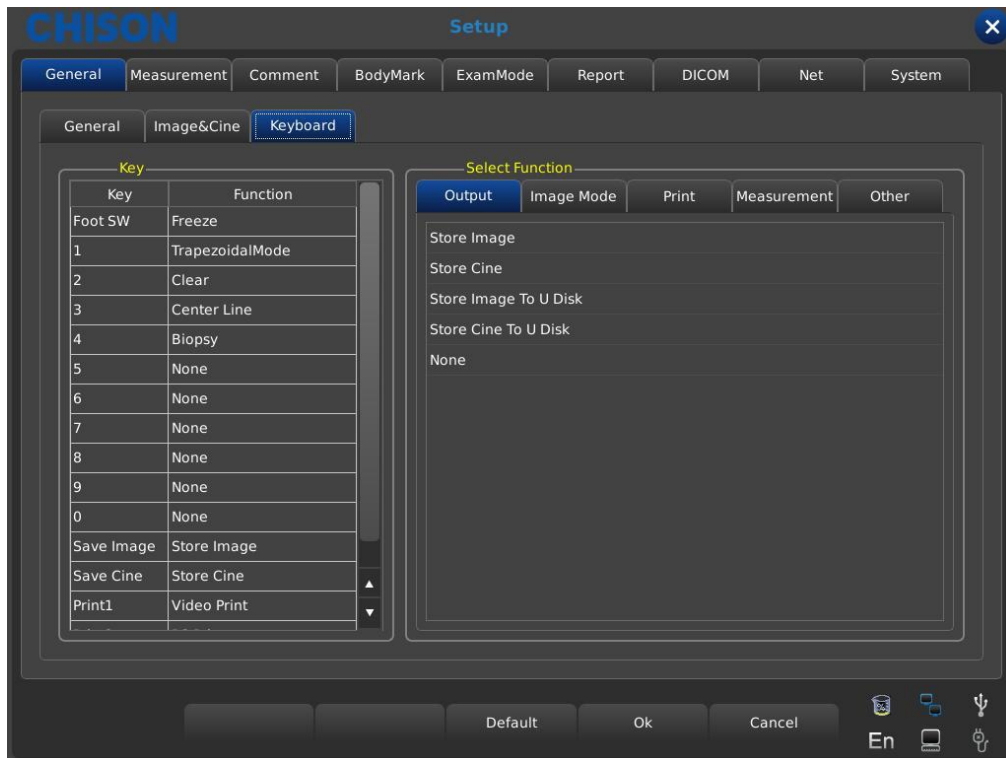 CHISON
Setup
General Measurement Comment BodyMark ExamMode Report DICOM Net System
General Image&Cine Keyboard
Key
Key Function
Foot SW Freeze
1 TrapezoidalMode
2 Clear
3 Center Line
4 Biopsy
5 None
6 None
7 None
8 None
9 None
0 None
Save Image Store Image
Save Cine Store Cine
Print1 Video Print
Select Function
Output Image Mode Print Measurement Other
Store Image
Store Cine
Store Image To U Disk
Store Cine To U Disk
None
Default Ok Cancel
En